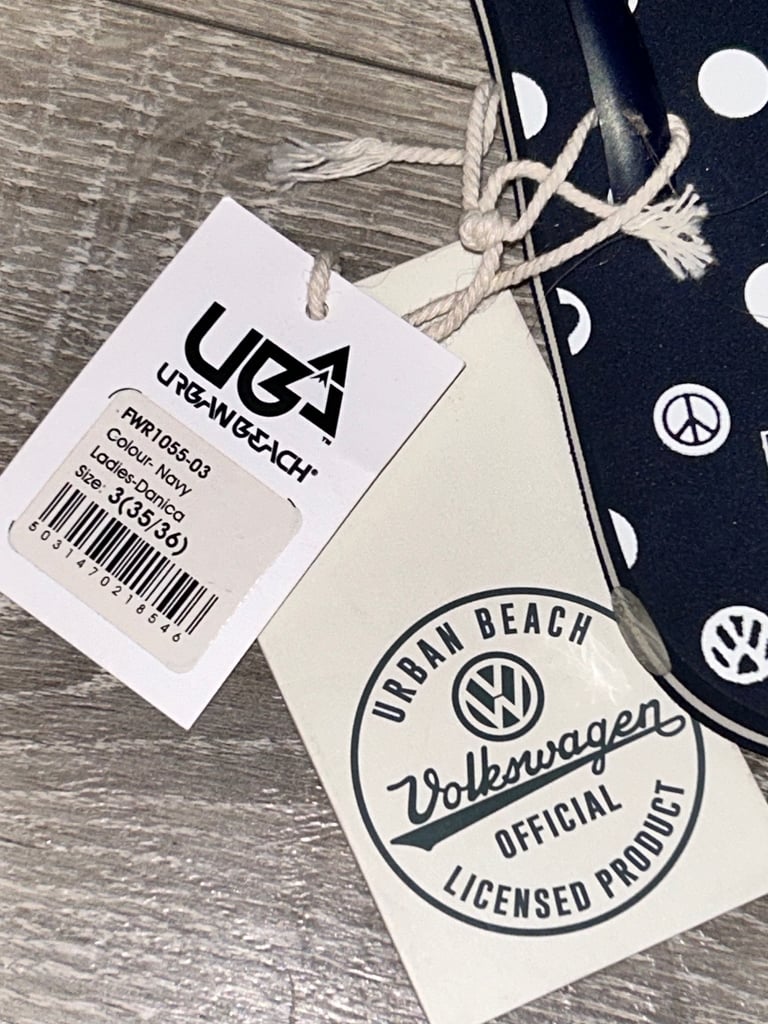 UBA
URBAN BEACH
FWR1055-03
Colour- Navy
Ladies-Danica
Size: 3(35/36)
5031470218546
URBAN BEACH
Volkswagen
OFFICIAL
LICENSED PRODUCT